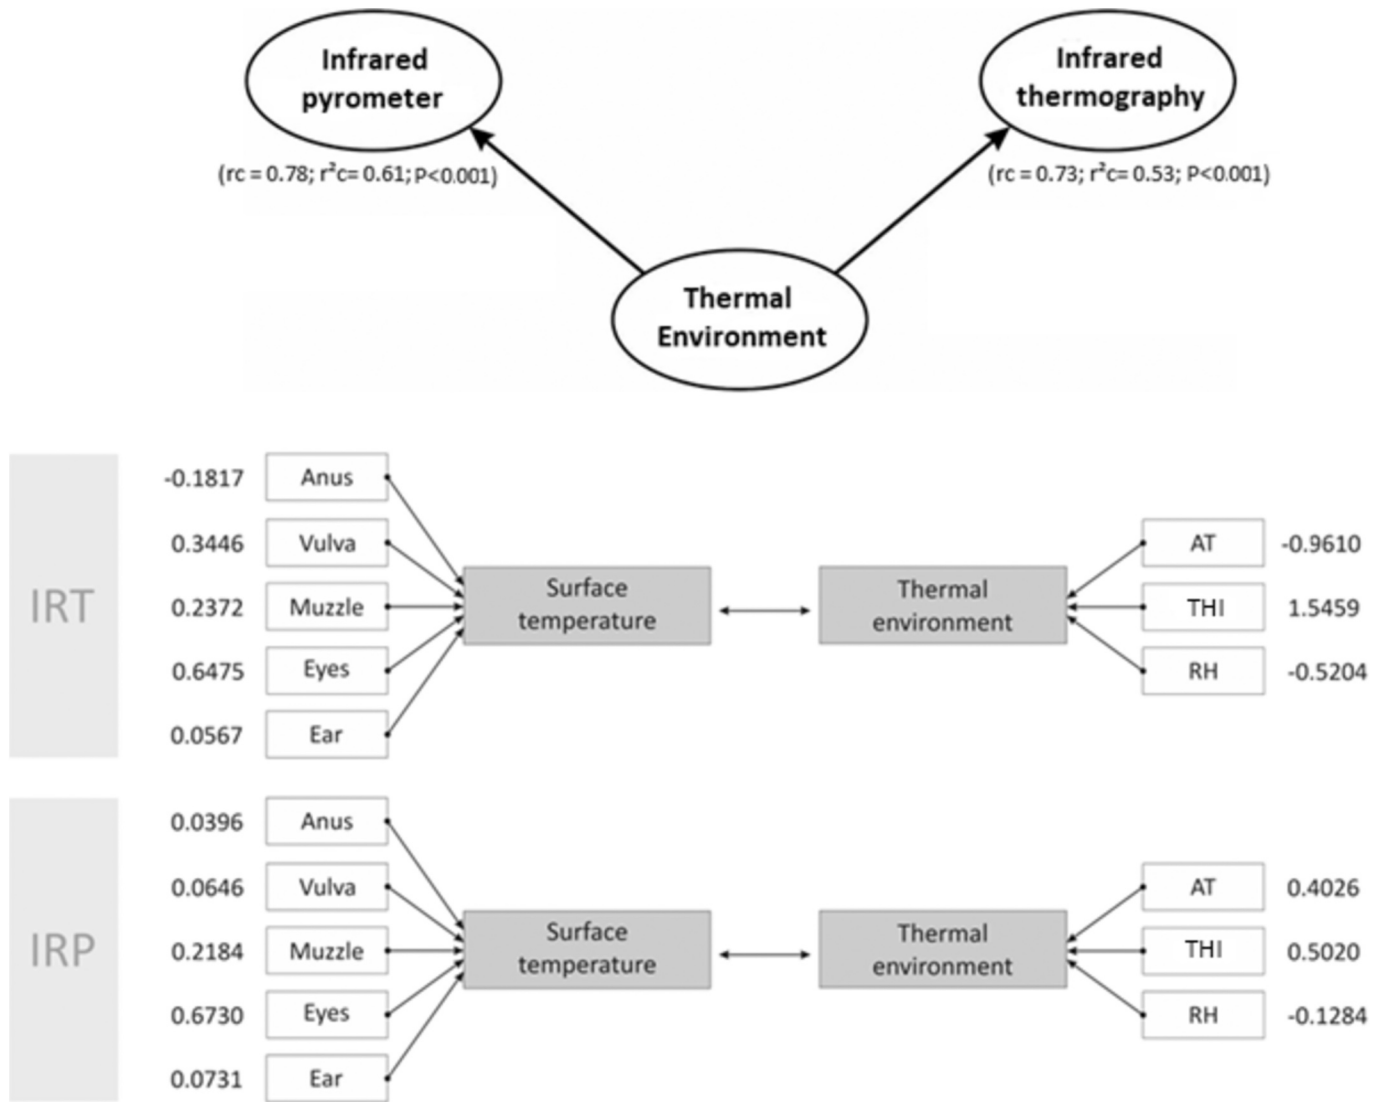 Infrared
pyrometer
Infrared
thermography
(rc = 0.78; r²c= 0.61; P<0.001)
(rc = 0.73; r²c= 0.53; P<0.001)
Thermal
Environment
IRT
-0.1817 Anus
0.3446 Vulva
0.2372 Muzzle
0.6475 Eyes
0.0567 Ear
Surface
temperature
Thermal
environment
AT -0.9610
THI 1.5459
RH -0.5204
IRP
0.0396 Anus
0.0646 Vulva
0.2184 Muzzle
0.6730 Eyes
0.0731 Ear
Surface
temperature
Thermal
environment
AT 0.4026
THI 0.5020
RH -0.1284